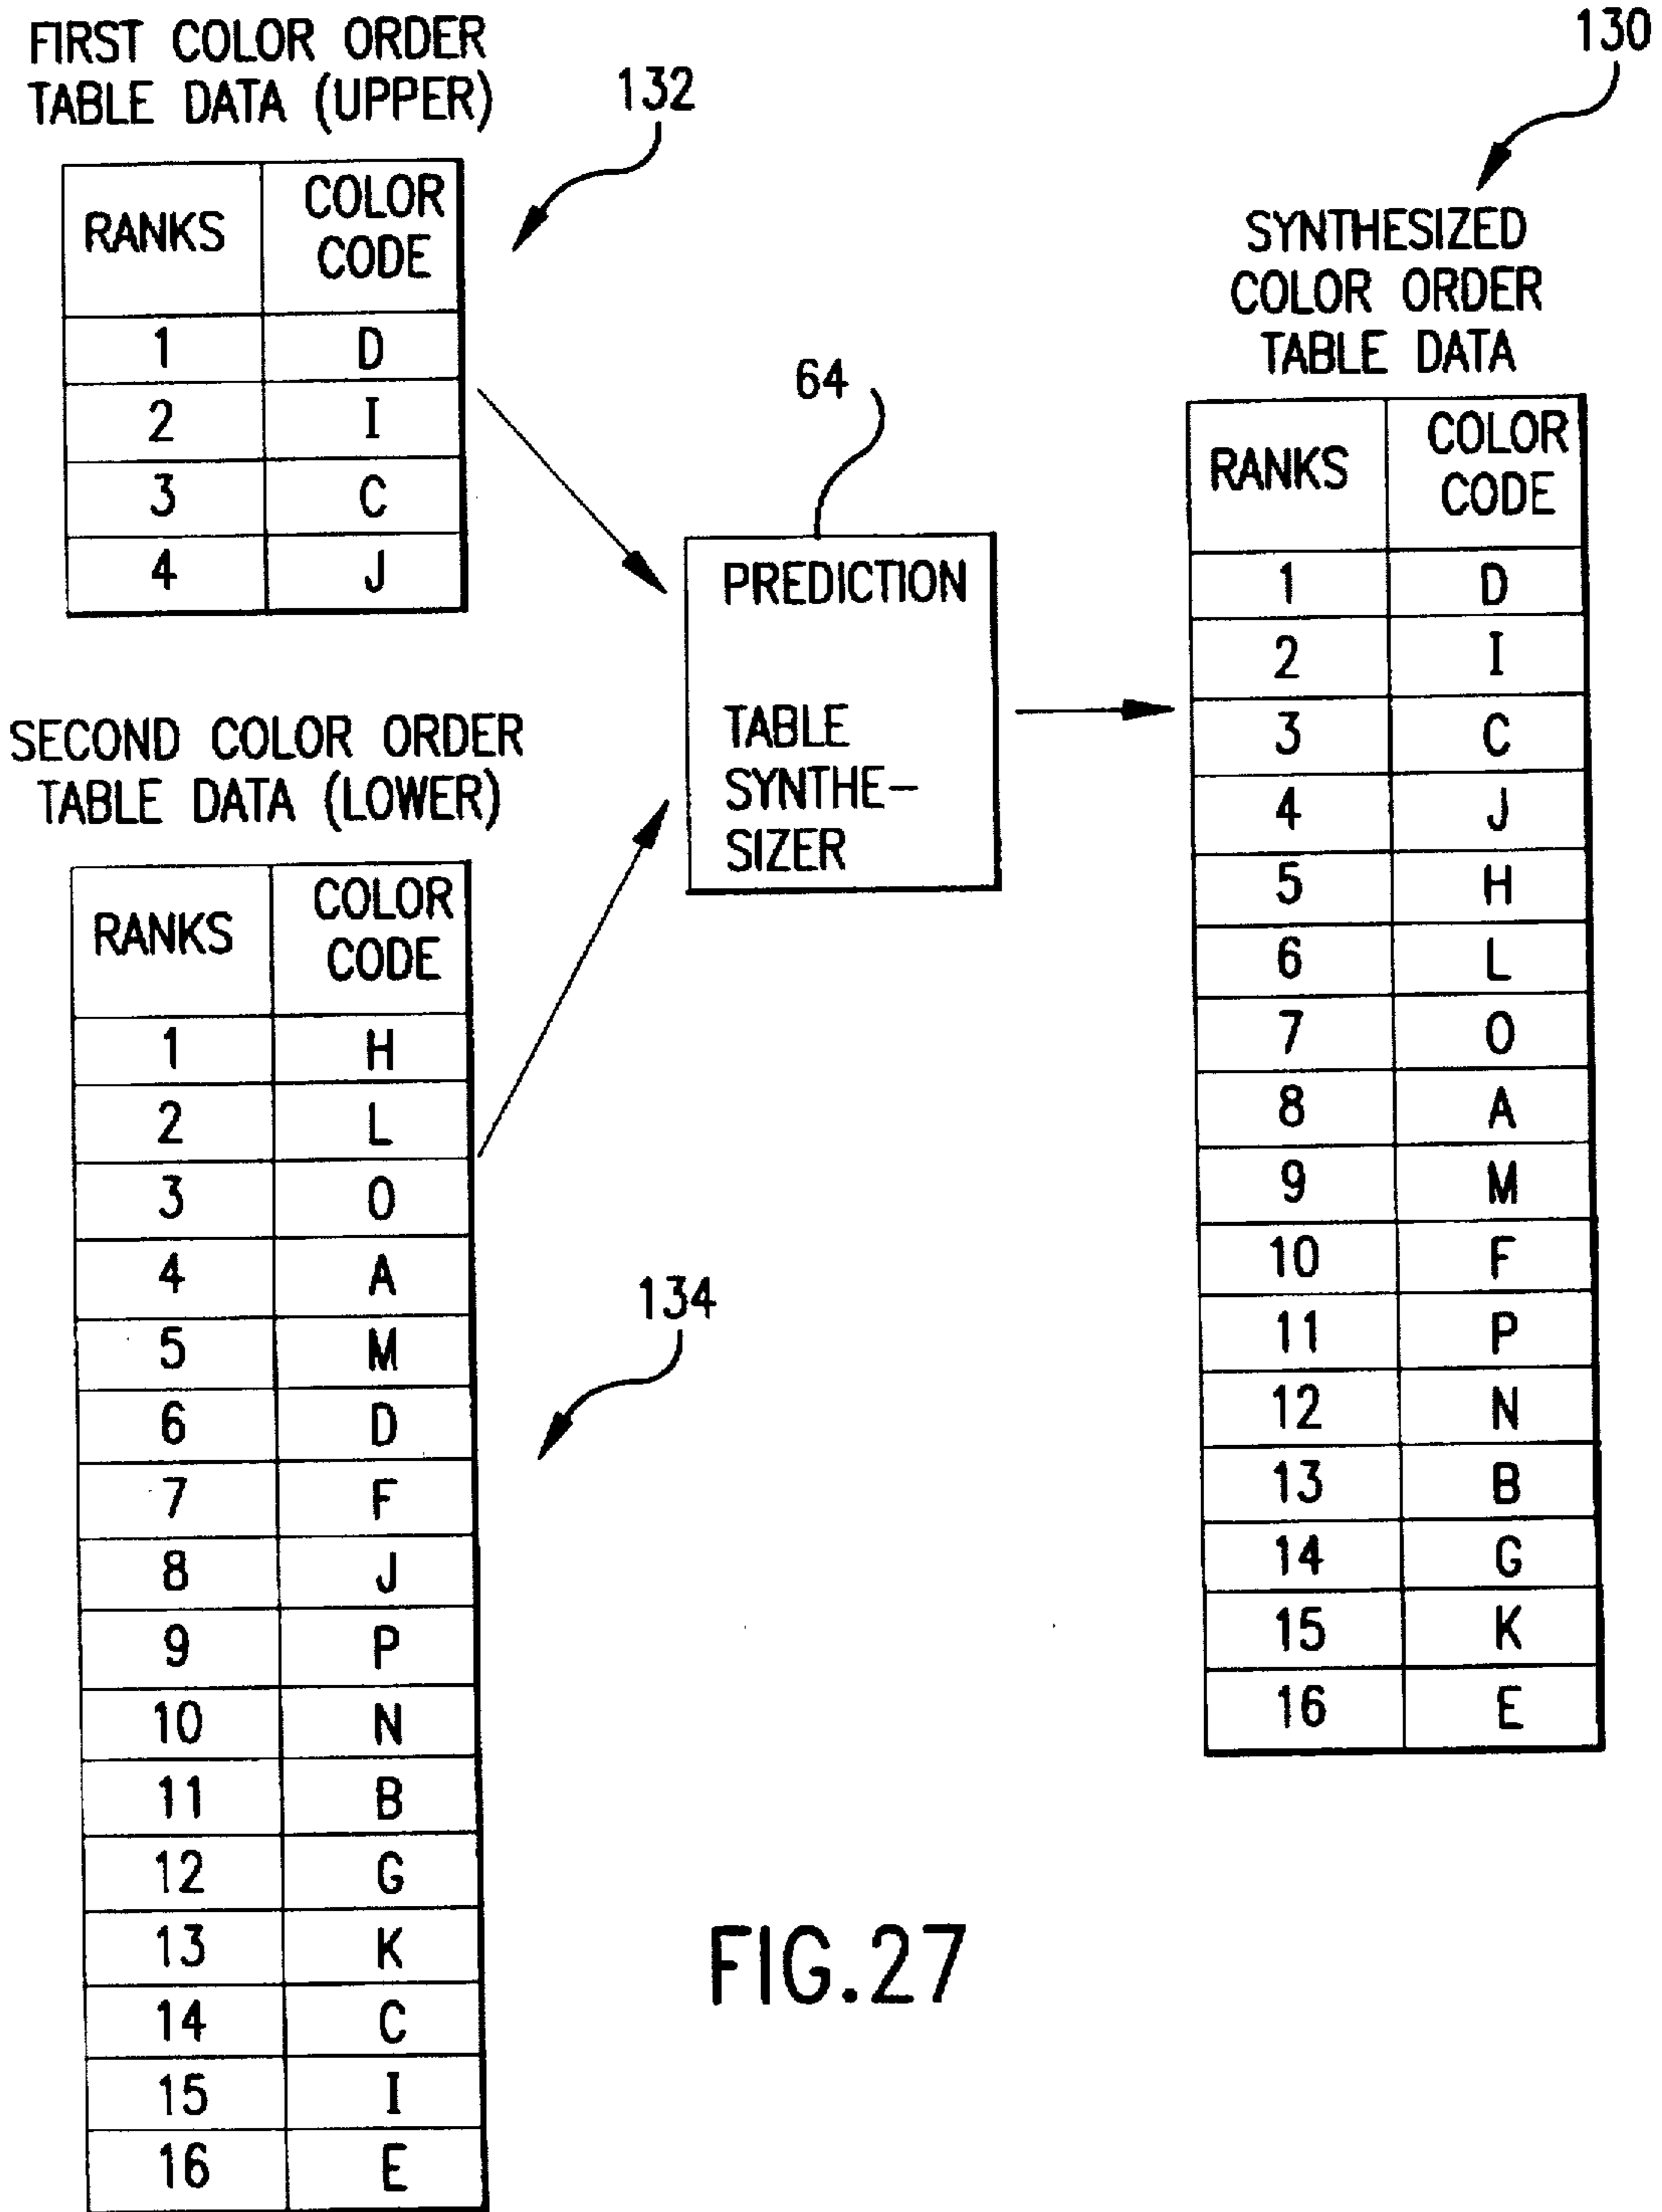 130
FIRST COLOR ORDER
TABLE DATA (UPPER)
132
RANKS COLOR CODE
1 D
2 I
3 C
4 J
SECOND COLOR ORDER
TABLE DATA (LOWER)
RANKS COLOR CODE
1 H
2 L
3 O
4 A
5 M
6 D
7 F
8 J
9 P
10 N
11 B
12 G
13 K
14 C
15 I
16 E
134
64
PREDICTION
TABLE
SYNTHE-
SIZER
SYNTHESIZED
COLOR ORDER
TABLE DATA
RANKS COLOR CODE
1 D
2 I
3 C
4 J
5 H
6 L
7 O
8 A
9 M
10 F
11 P
12 N
13 B
14 G
15 K
16 E
FIG.27